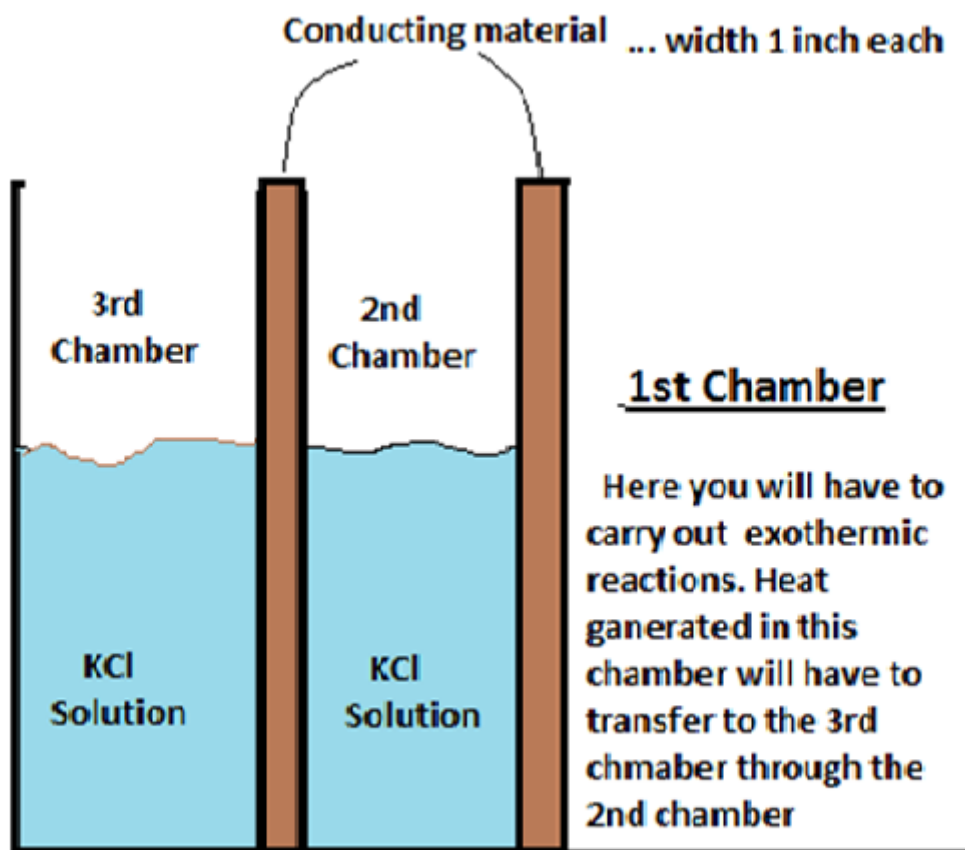 Conducting material ... width 1 inch each
3rd
Chamber
2nd
Chamber
1st Chamber
Here you will have to
carry out exothermic
reactions. Heat
ganerated in this
chamber will have to
transfer to the 3rd
chmaber through the
2nd chamber
KCl
Solution
KCl
Solution